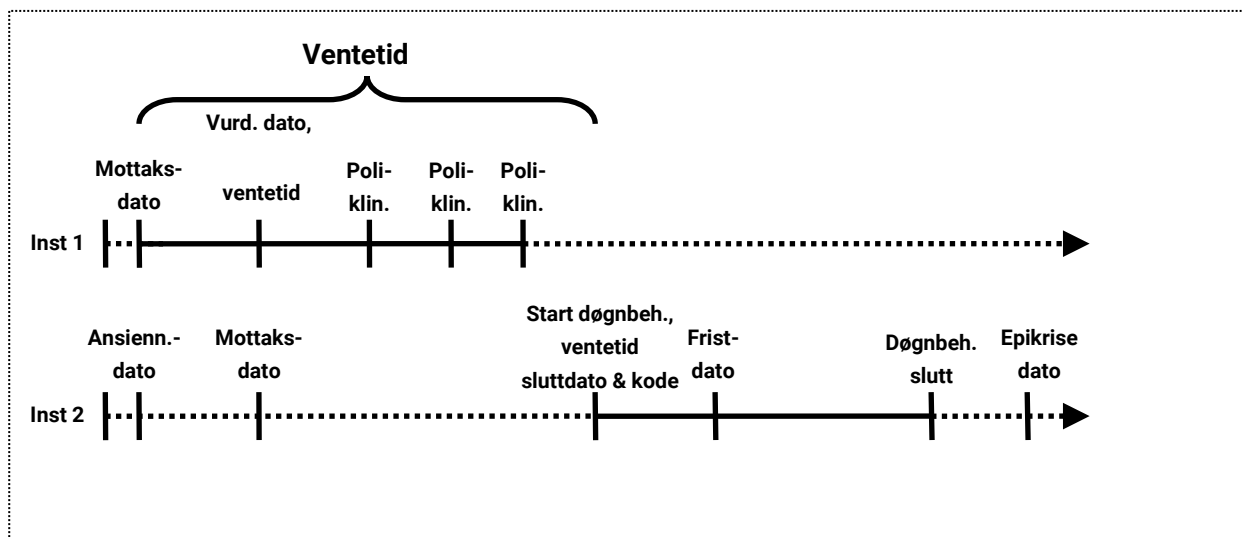 Ventetid
Vurd. dato,
Mottaks-
dato
ventetid
Poli-
klin.
Poli-
klin.
Poli-
klin.
Inst 1
Ansienn.-
dato
Mottaks-
dato
Start døgnbeh.,
ventetid
sluttdato & kode
Frist-
dato
Døgnbeh.
slutt
Epikrise
dato
Inst 2